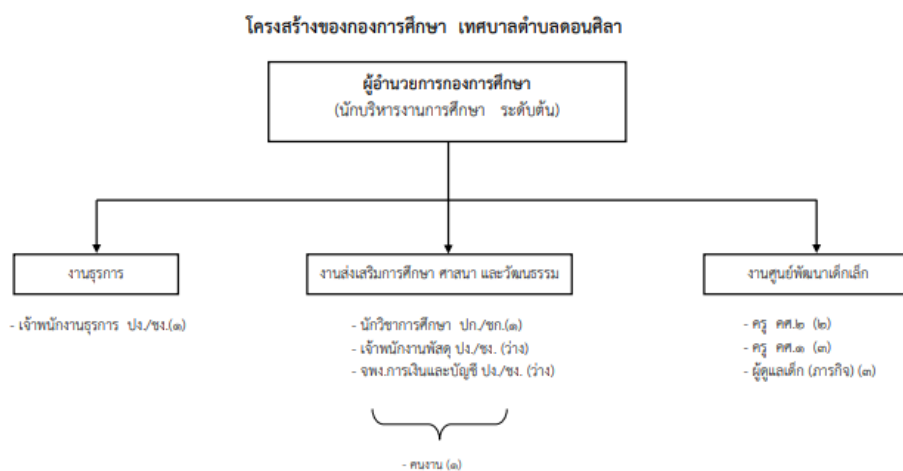 โครงสร้างของกองการศึกษา เทศบาลตำบลดอนศิลา
ผู้อำนวยการกองการศึกษา
(นักบริหารงานการศึกษา ระดับต้น)
งานธุรการ
- เจ้าพนักงานธุรการ ปง./ชง.(๑)
งานส่งเสริมการศึกษา ศาสนา และวัฒนธรรม
- นักวิชาการศึกษา ปก./ชก.(๑)
- เจ้าพนักงานพัสดุ ปง./ชง. (ว่าง)
- จพง.การเงินและบัญชี ปง./ชง. (ว่าง)
- คนงาน (๑)
งานศูนย์พัฒนาเด็กเล็ก
- ครู คศ.๒ (๒)
- ครู คศ.๑ (๓)
- ผู้ดูแลเด็ก (ภารกิจ) (๓)